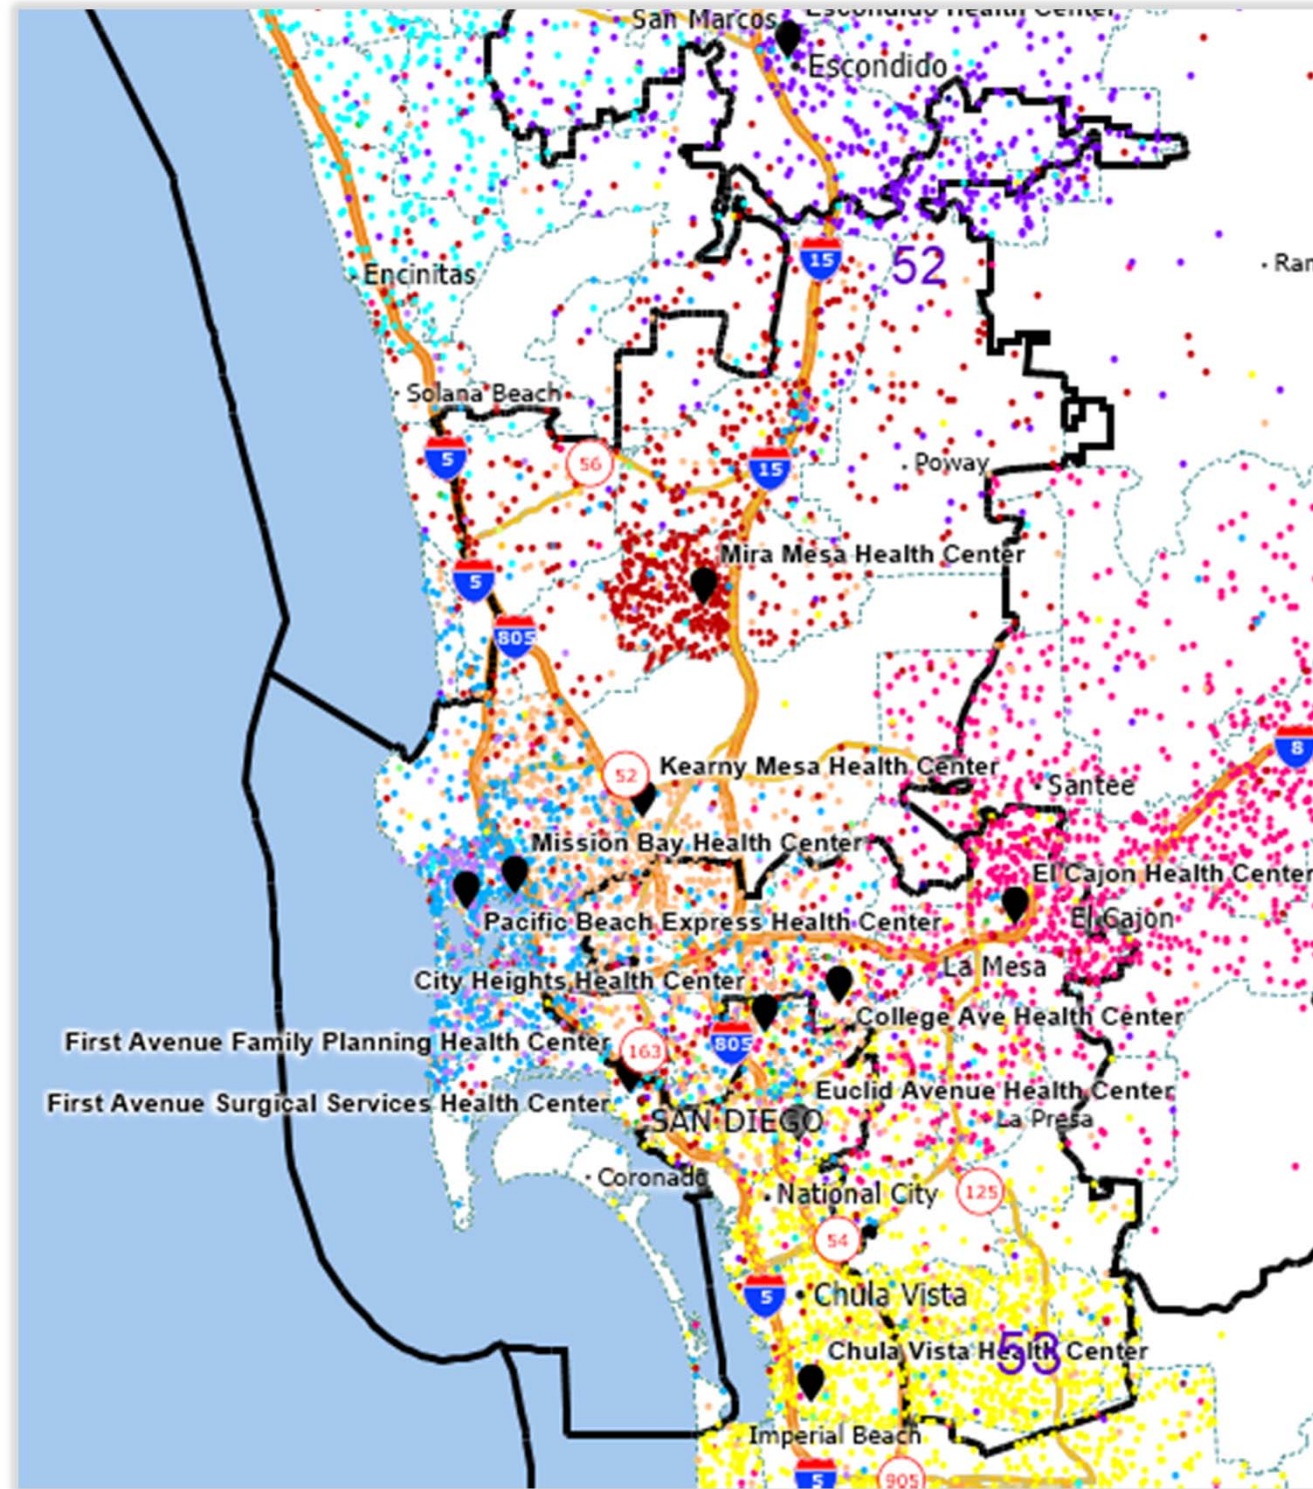 San Marcos
Escondido Health Center
Escondido
15
52
Encinitas
Solana Beach
5
56
15
Poway
Mira Mesa Health Center
5
805
52
Kearny Mesa Health Center
8
Santee
Mission Bay Health Center
El Cajon Health Center
Pacific Beach Express Health Center
El Cajon
La Mesa
City Heights Health Center
College Ave Health Center
First Avenue Family Planning Health Center
163
805
Euclid Avenue Health Center
First Avenue Surgical Services Health Center
SAN DIEGO
La Presa
Coronado
National City
125
54
5
Chula Vista
53
Chula Vista Health Center
Imperial Beach
5
905